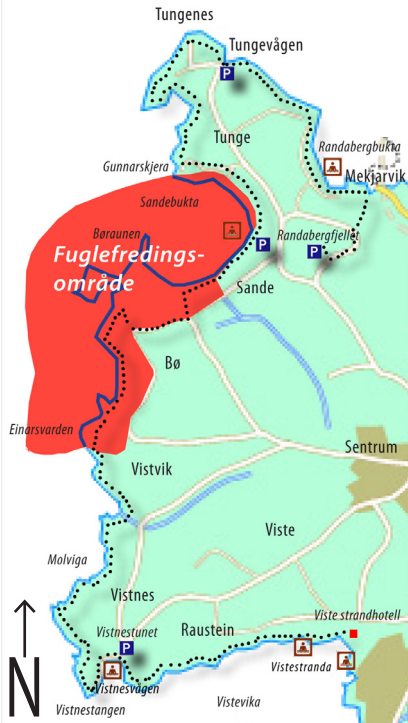 Tungenes
Tungevågen
P
Tunge
Randabergbukta
Gunnarskjera
Mekjarvik
Sandebukta
Børaunen
Randabergfjellet
P
P
Fuglefredings-
område
Sande
Bø
Einarsvarden
Sentrum
Vistvik
Viste
Molviga
Vistnes
Viste strandhotell
Vistnestunet
Raustein
P
Vistestranda
Vistnesvågen
N
Vistnestangen
Vistevika